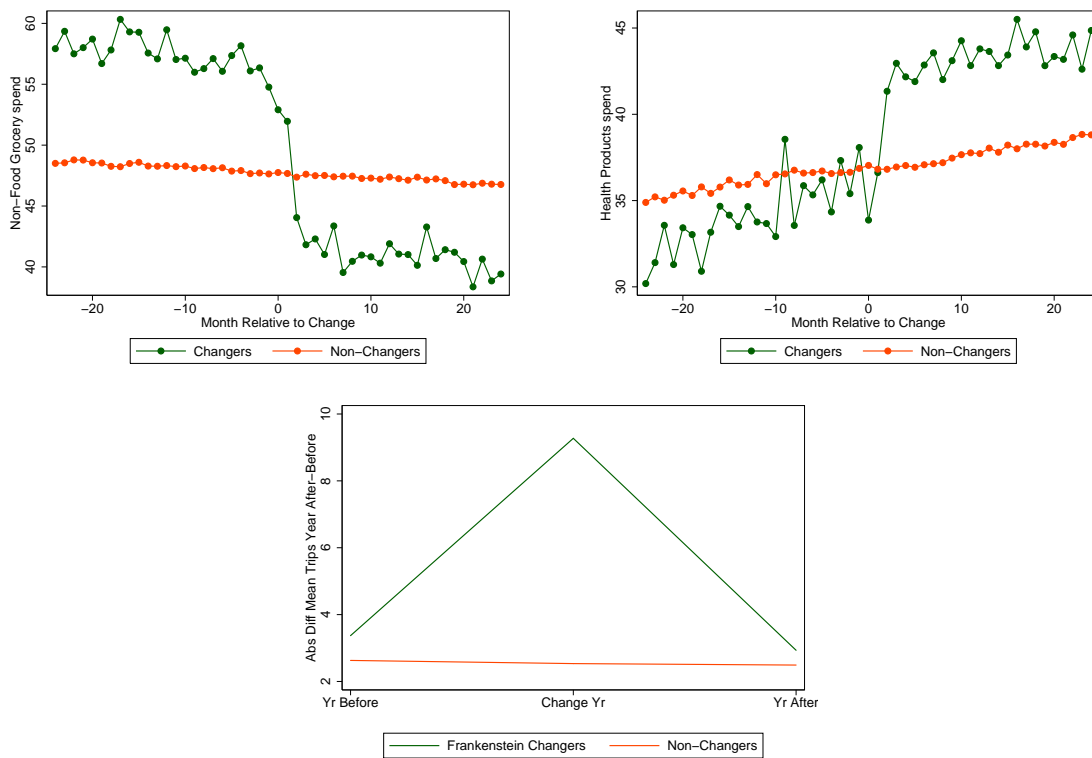 Non-Food Grocery spend
60
55
50
45
40
−20
−10
0
10
20
Month Relative to Change
Changers
Non−Changers
Health Products spend
45
40
35
30
−20
−10
0
10
20
Month Relative to Change
Changers
Non−Changers
Abs Diff Mean Trips Year After−Before
10
8
6
4
2
Yr Before
Change Yr
Yr After
Frankenstein Changers
Non−Changers